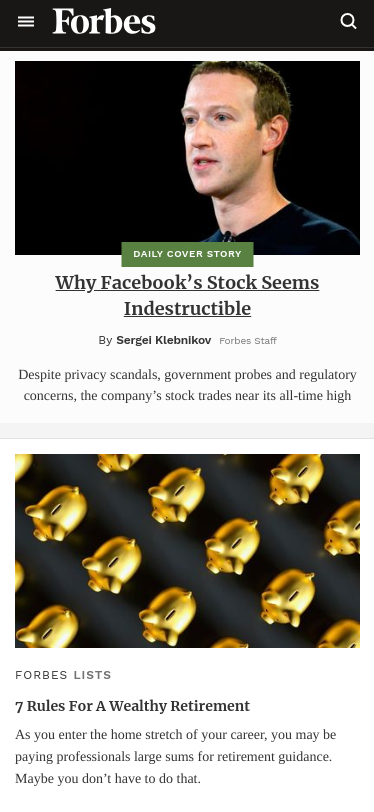 Forbes
DAILY COVER STORY
Why Facebook’s Stock Seems
Indestructible
By Sergei Klebnikov Forbes Staff
Despite privacy scandals, government probes and regulatory
concerns, the company’s stock trades near its all-time high
FORBES LISTS
7 Rules For A Wealthy Retirement
As you enter the home stretch of your career, you may be
paying professionals large sums for retirement guidance.
Maybe you don’t have to do that.